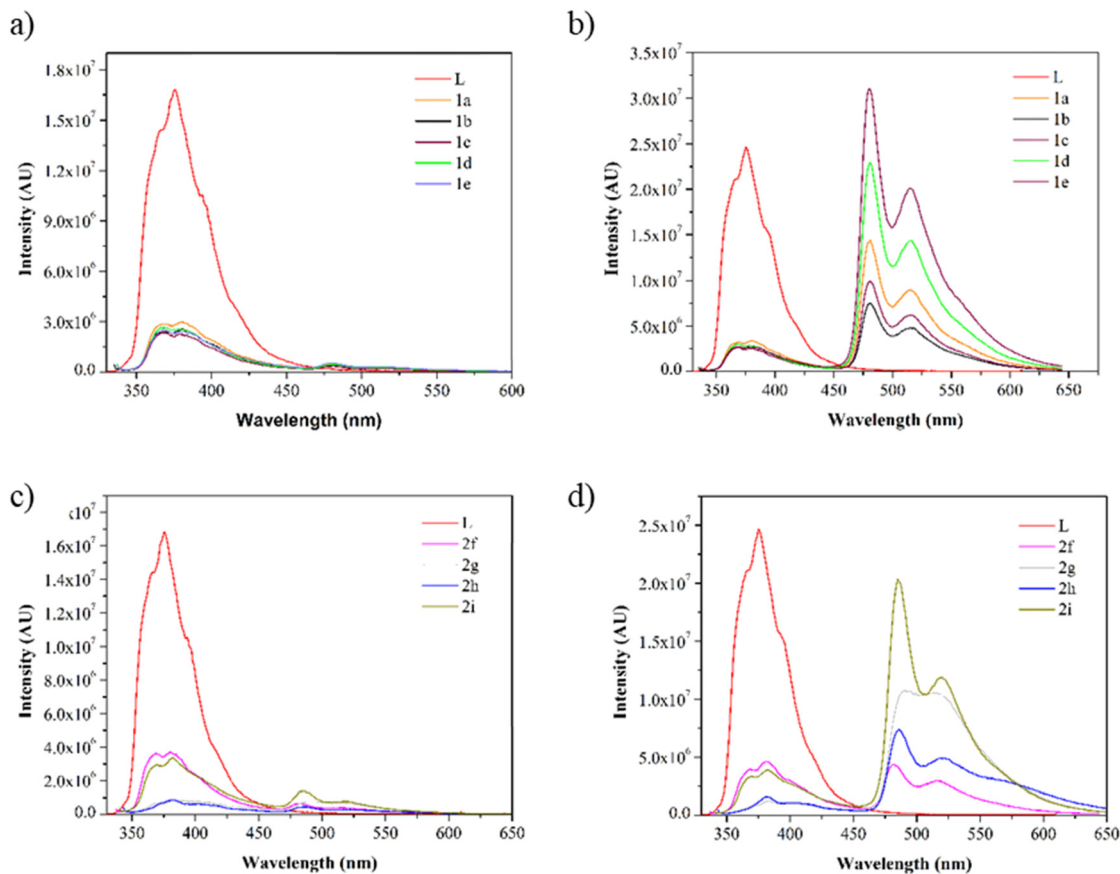 a)
Intensity (AU)
1.8x10⁷
1.5x10⁷
1.2x10⁷
9.0x10⁶
6.0x10⁶
3.0x10⁶
0.0
350 400 450 500 550 600
Wavelength (nm)
L
1a
1b
1c
1d
1e
b)
Intensity (AU)
3.5x10⁷
3.0x10⁷
2.5x10⁷
2.0x10⁷
1.5x10⁷
1.0x10⁷
5.0x10⁶
0.0
350 400 450 500 550 600 650
Wavelength (nm)
L
1a
1b
1c
1d
1e
c)
Intensity (AU)
x10⁷
1.6x10⁷
1.4x10⁷
1.2x10⁷
1.0x10⁷
8.0x10⁶
6.0x10⁶
4.0x10⁶
2.0x10⁶
0.0
350 400 450 500 550 600 650
Wavelength (nm)
L
2f
2g
2h
2i
d)
Intensity (AU)
2.5x10⁷
2.0x10⁷
1.5x10⁷
1.0x10⁷
5.0x10⁶
0.0
350 400 450 500 550 600 650
Wavelength (nm)
L
2f
2g
2h
2i